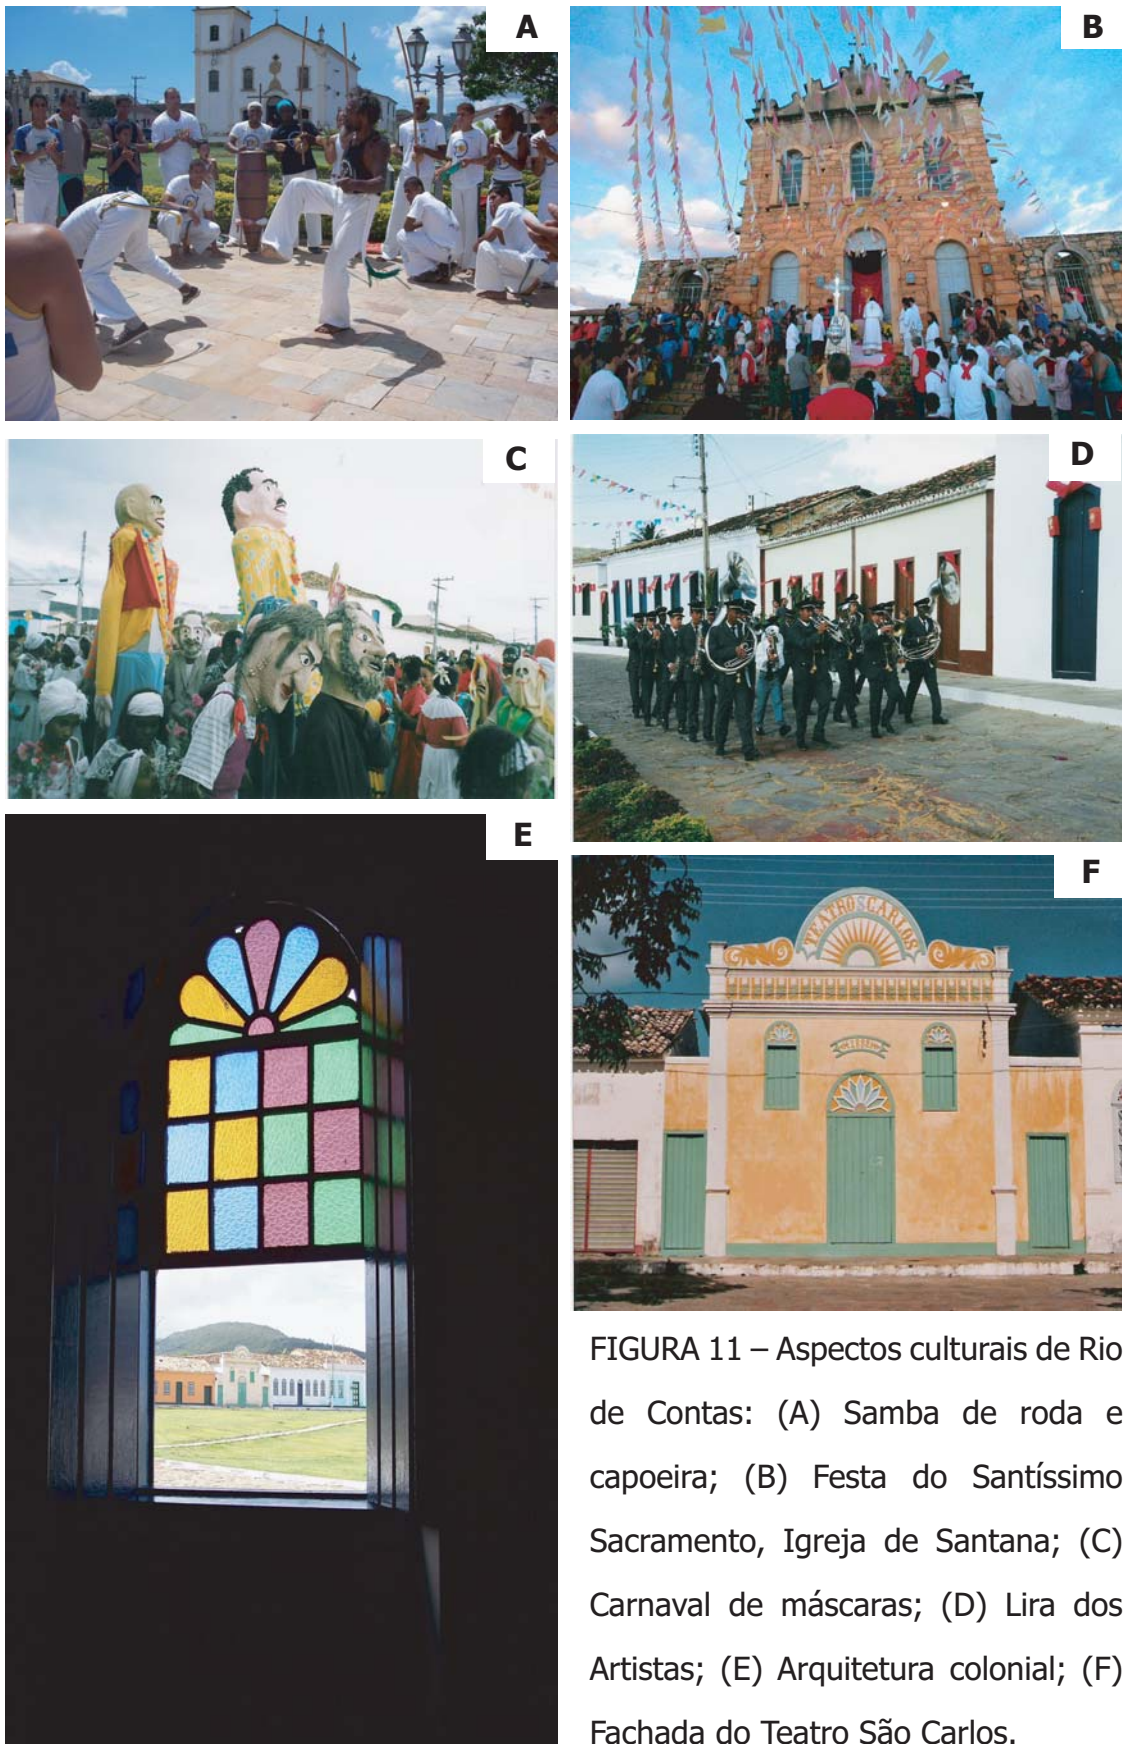 A
B
C
D
E
F
TEATRO S. CARLOS
FIGURA 11 – Aspectos culturais de Rio
de Contas: (A) Samba de roda e
capoeira; (B) Festa do Santíssimo
Sacramento, Igreja de Santana; (C)
Carnaval de máscaras; (D) Lira dos
Artistas; (E) Arquitetura colonial; (F)
Fachada do Teatro São Carlos.